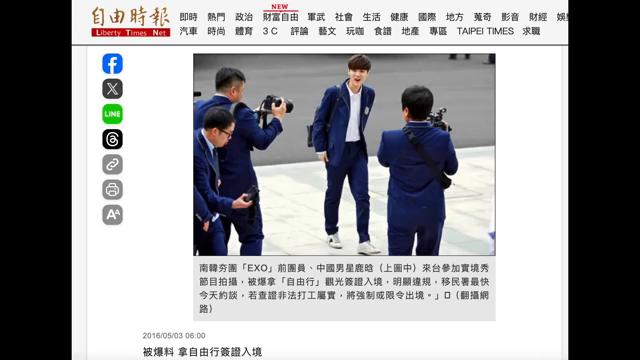 自由時報
Liberty Times Net
NEW
即時 熱門 政治 財富自由 軍武 社會 生活 健康 國際 地方 蒐奇 影音 財經 娛
汽車 時尚 體育 3 C 評論 藝文 玩咖 食譜 地產 專區 TAIPEI TIMES 求職
LINE
南韓夯團「EXO」前團員、中國男星鹿晗（上圖中）來台參加實境秀
節目拍攝，被爆拿「自由行」觀光簽證入境，明顯違規，移民署最快
今天約談，若查證非法打工屬實，將強制或限令出境。」□（翻攝網
路）
2016/05/03 06:00
被爆料 拿自由行簽證入境